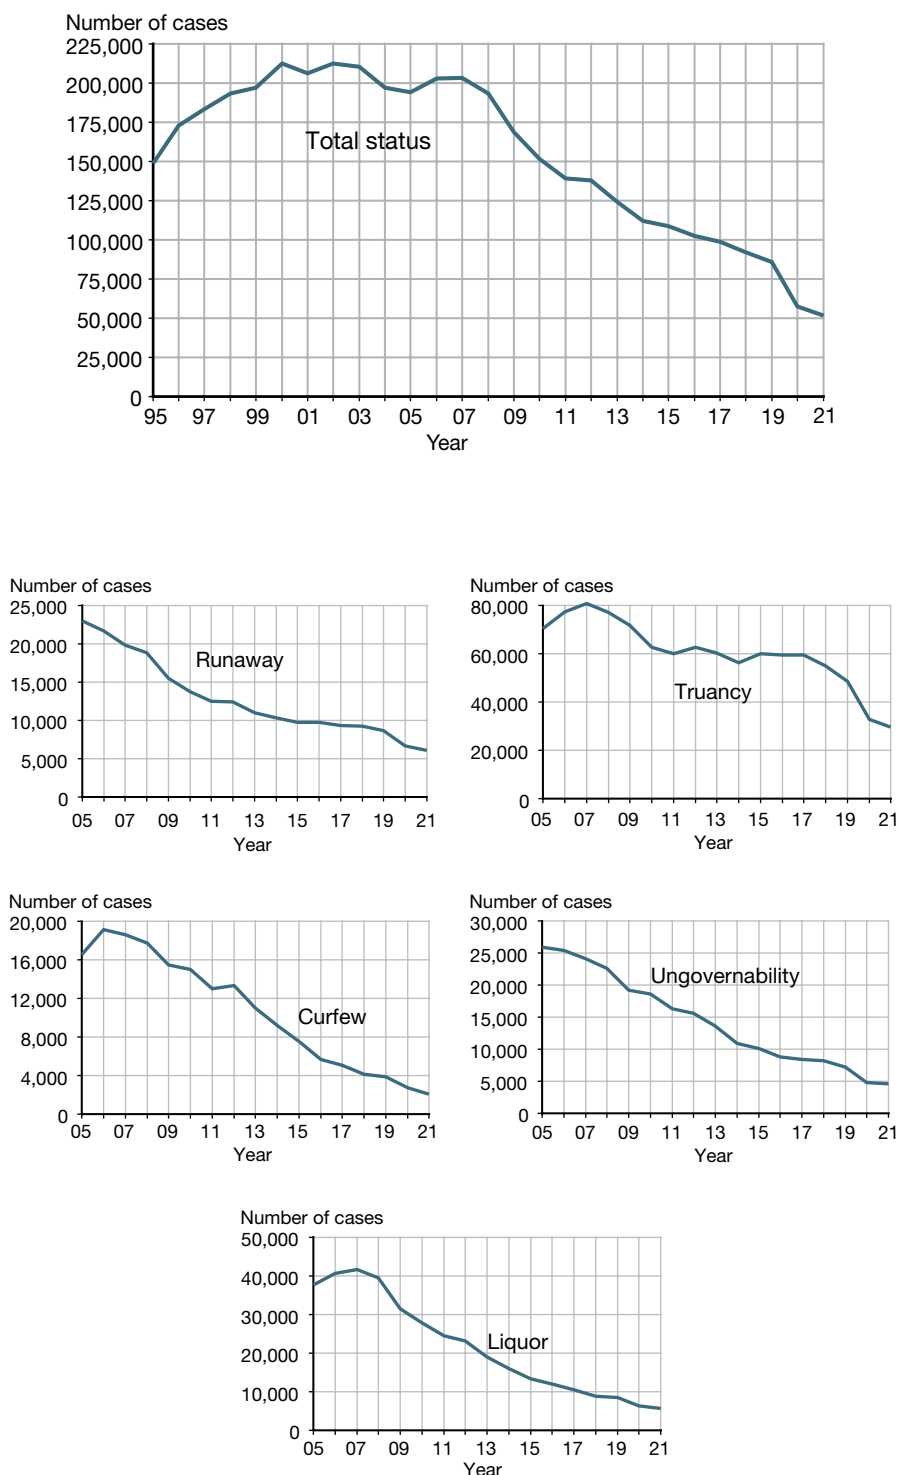 Number of cases
225,000
200,000
175,000
Total status
150,000
125,000
100,000
75,000
50,000
25,000
0
95 97 99 01 03 05 07 09 11 13 15 17 19 21
Year
Number of cases
25,000
20,000
Runaway
15,000
10,000
5,000
0
05 07 09 11 13 15 17 19 21
Year
Number of cases
80,000
60,000
Truancy
40,000
20,000
0
05 07 09 11 13 15 17 19 21
Year
Number of cases
20,000
16,000
12,000
Curfew
8,000
4,000
0
05 07 09 11 13 15 17 19 21
Year
Number of cases
30,000
25,000
Ungovernability
20,000
15,000
10,000
5,000
0
05 07 09 11 13 15 17 19 21
Year
Number of cases
50,000
40,000
30,000
Liquor
20,000
10,000
0
05 07 09 11 13 15 17 19 21
Year